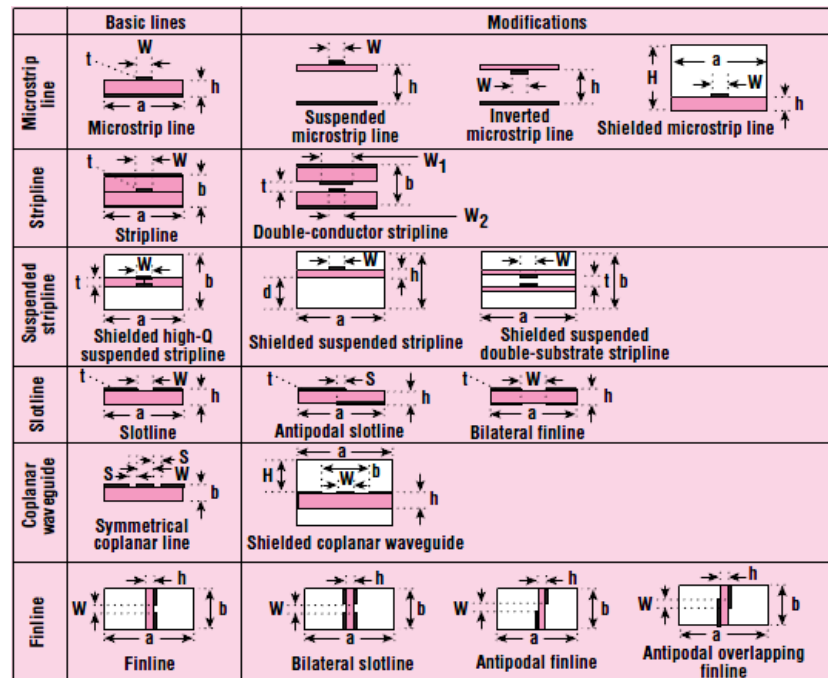 Basic lines
Modifications
Microstrip line
W
t
h
a
Microstrip line
W
h
Suspended microstrip line
W
h
Inverted microstrip line
H
a
W
h
Shielded microstrip line
Stripline
t
W
b
a
Stripline
W1
t
b
W2
Double-conductor stripline
Suspended stripline
W
t
b
a
Shielded high-Q suspended stripline
W
h
d
a
Shielded suspended stripline
W
t
b
a
Shielded suspended double-substrate stripline
Slotline
t
W
a
h
Slotline
S
a
h
Antipodal slotline
t
W
a
h
Bilateral finline
Coplanar waveguide
S
S
W
b
Symmetrical coplanar line
a
H
b
W
h
Shielded coplanar waveguide
Finline
h
W
b
a
Finline
h
W
b
a
Bilateral slotline
h
W
b
a
Antipodal finline
h
W
b
a
Antipodal overlapping finline